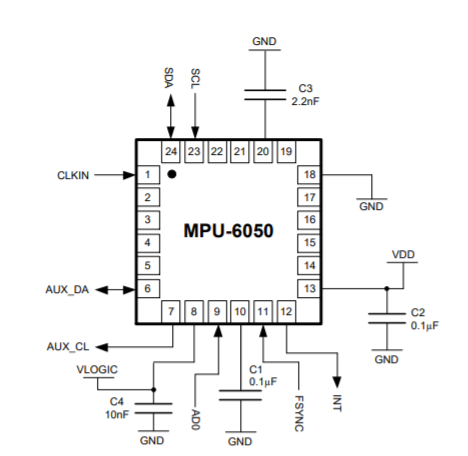 GND
SDA
SCL
C3
2.2nF
24 23 22 21 20 19
CLKIN
1
18
2
17
GND
3
16
MPU-6050
4
15
5
14
VDD
AUX_DA
6
13
7 8 9 10 11 12
C2
0.1µF
AUX_CL
GND
VLOGIC
C1
0.1µF
C4
10nF
AD0
FSYNC
INT
GND
GND